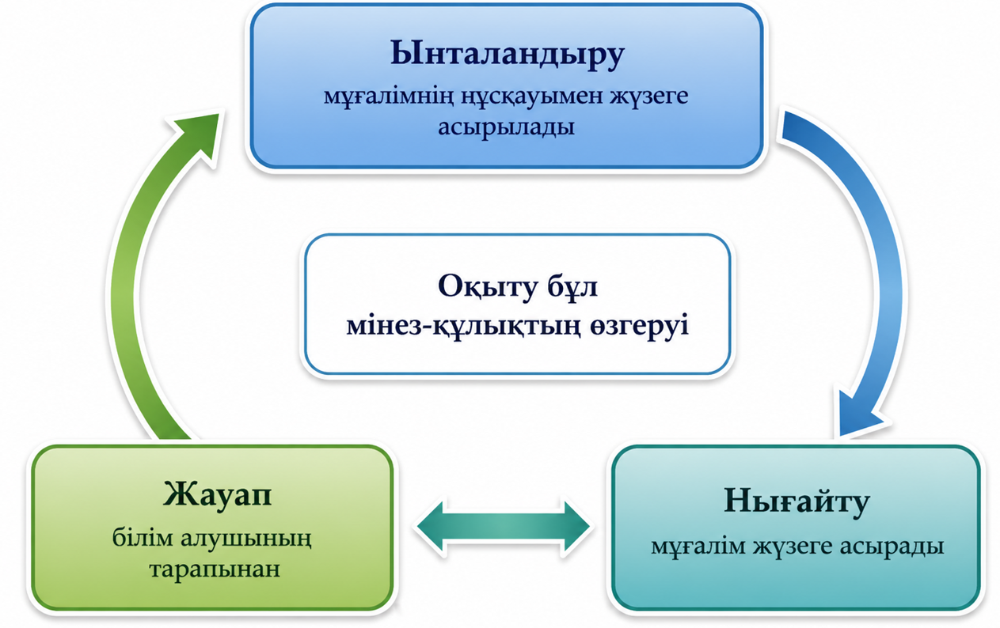 Ынталандыру
мұғалімнің нұсқауымен жүзеге
асырылады
Оқыту бұл
мінез-құлықтың өзгеруі
Жауап
білім алушының
тарапынан
Нығайту
мұғалім жүзеге асырады